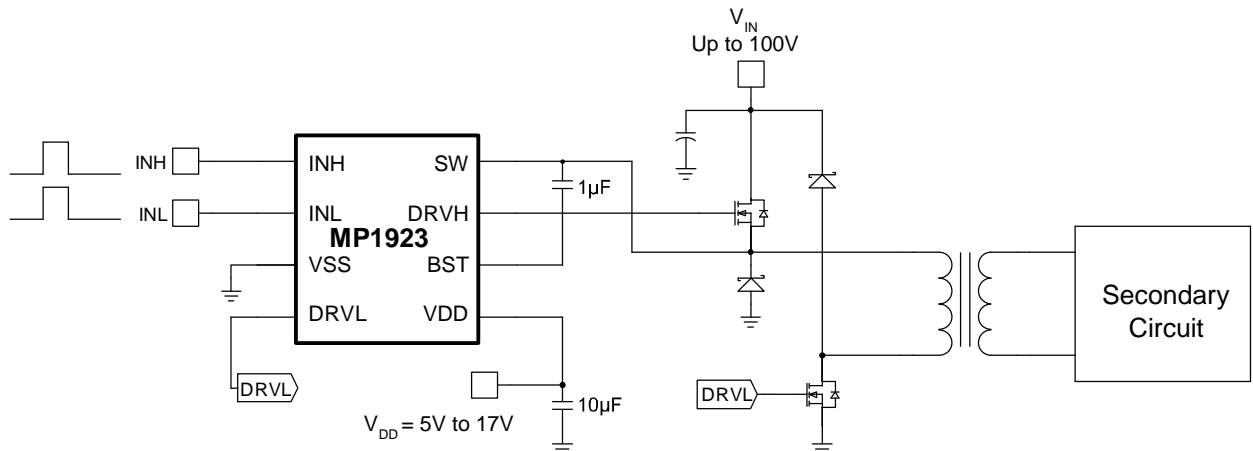 V_IN
Up to 100V
INH
INH
SW
1µF
INL
INL
DRVH
MP1923
VSS
BST
DRVL
VDD
DRVL
10µF
V_DD = 5V to 17V
DRVL
Secondary
Circuit